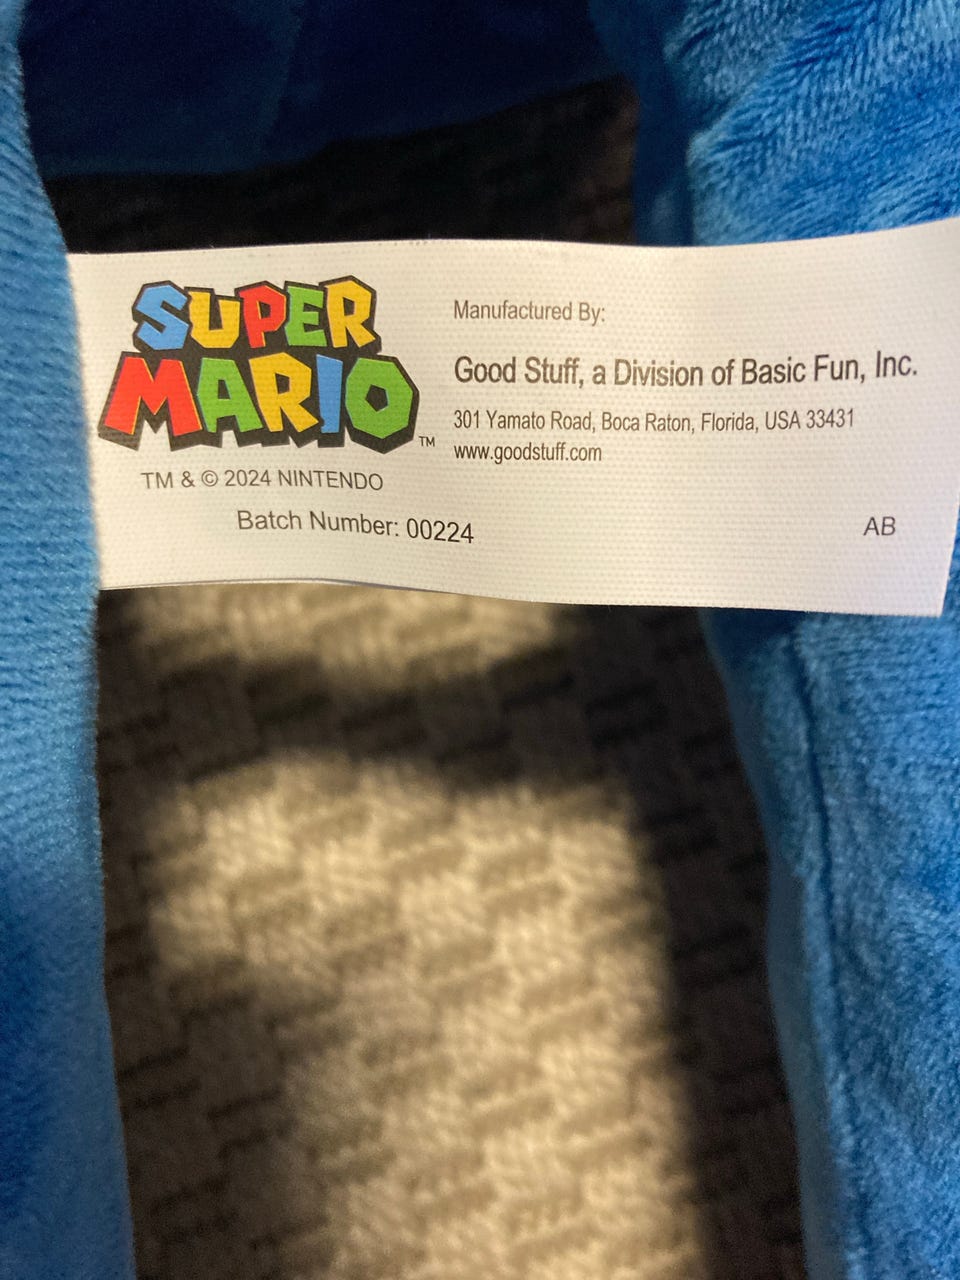 SUPER
MARIO
TM
TM & © 2024 NINTENDO
Batch Number: 00224
Manufactured By:
Good Stuff, a Division of Basic Fun, Inc.
301 Yamato Road, Boca Raton, Florida, USA 33431
www.goodstuff.com
AB